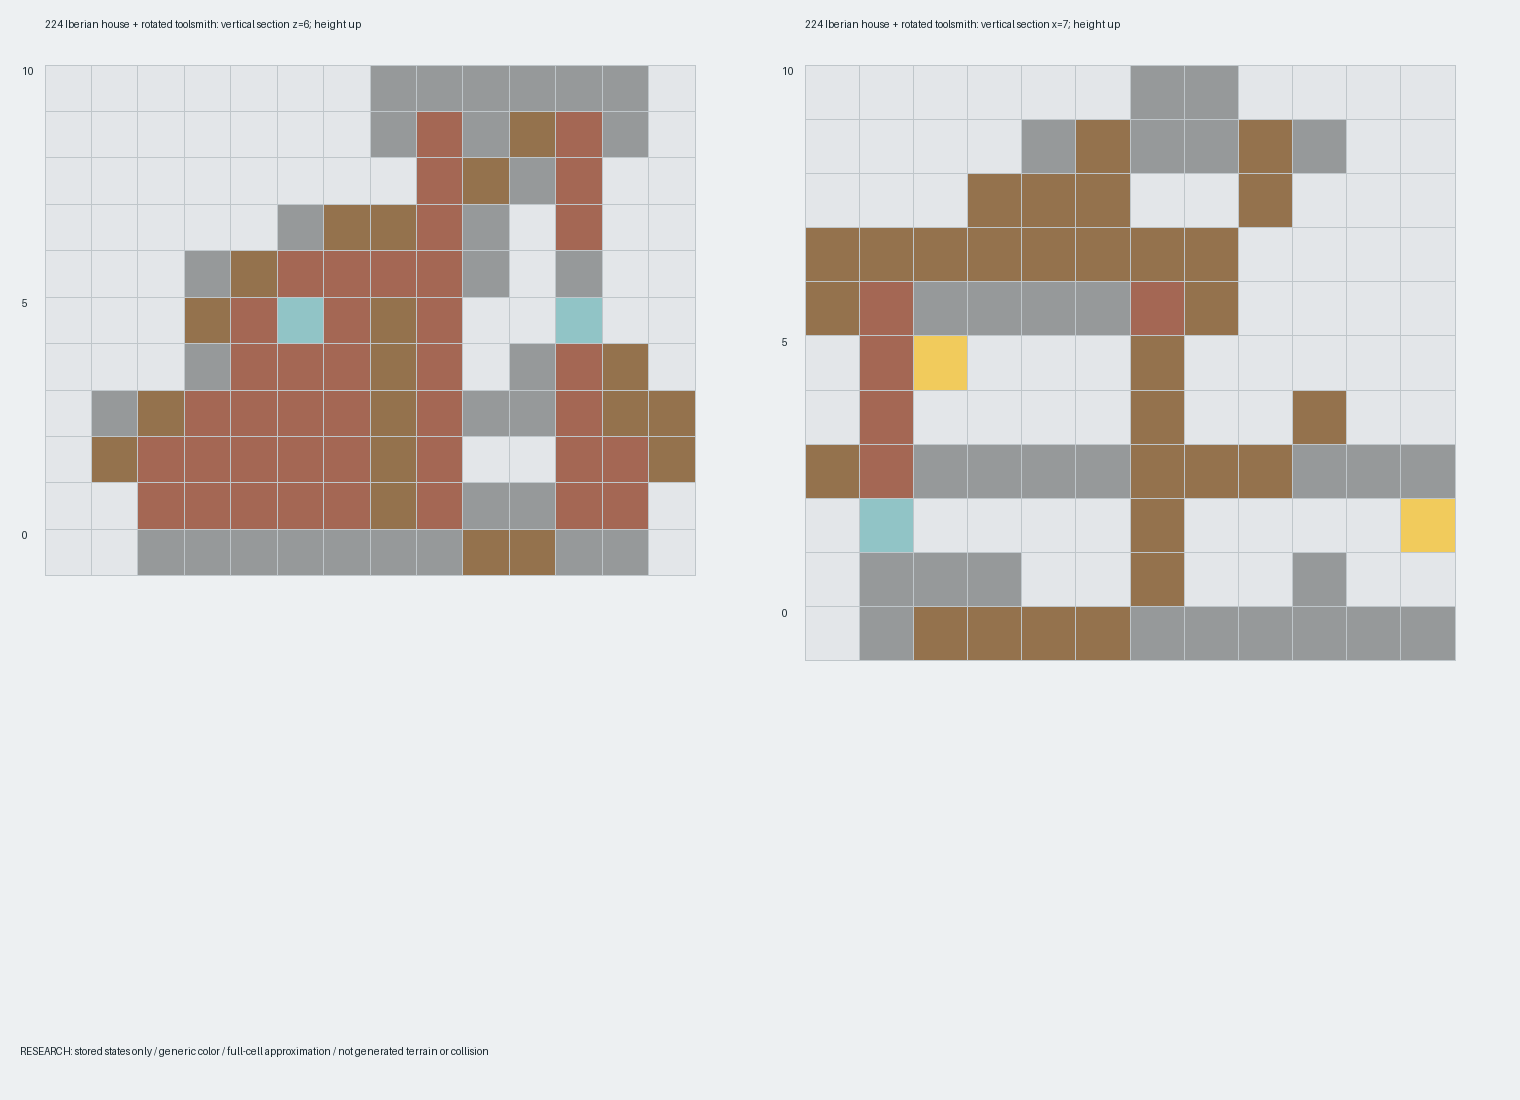 224 Iberian house + rotated toolsmith: vertical section z=6; height up
224 Iberian house + rotated toolsmith: vertical section x=7; height up
10
5
0
10
5
0
RESEARCH: stored states only / generic color / full-cell approximation / not generated terrain or collision